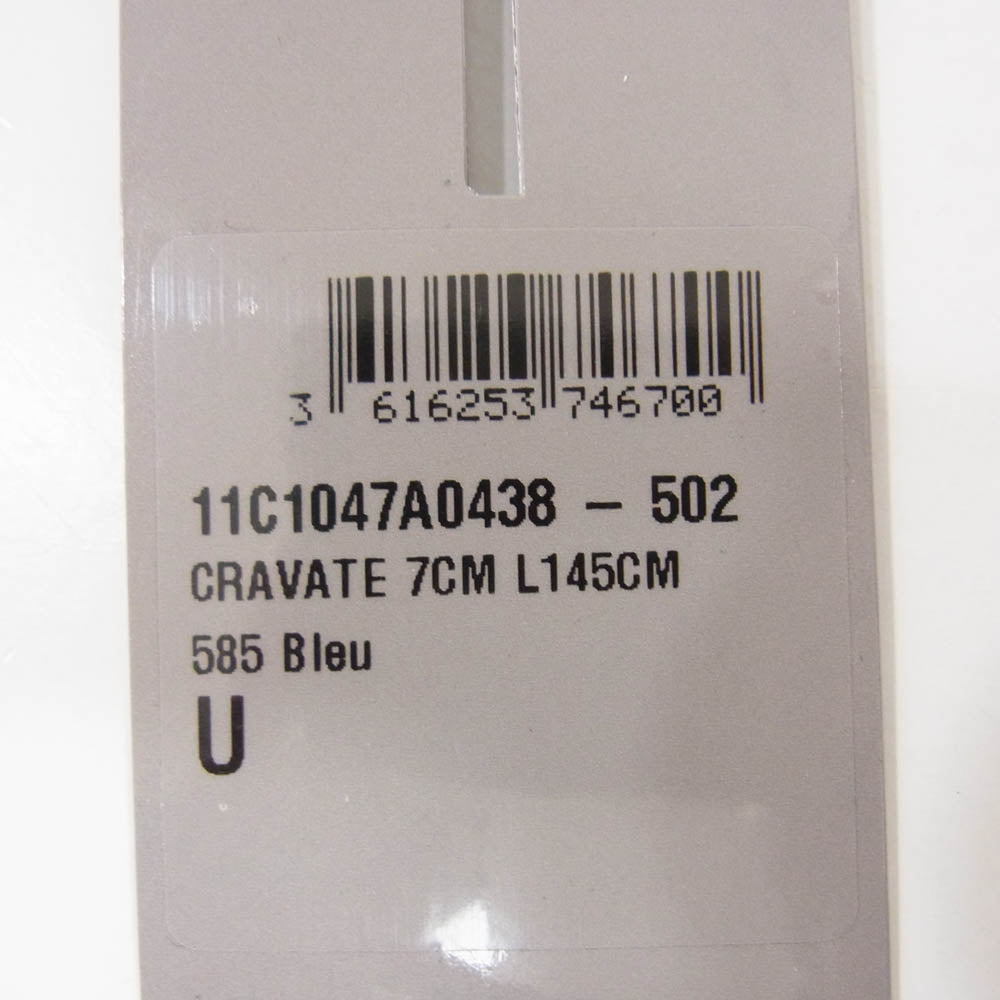 3 616253 746700
11C1047A0438 - 502
CRAVATE 7CM L145CM
585 Bleu
U